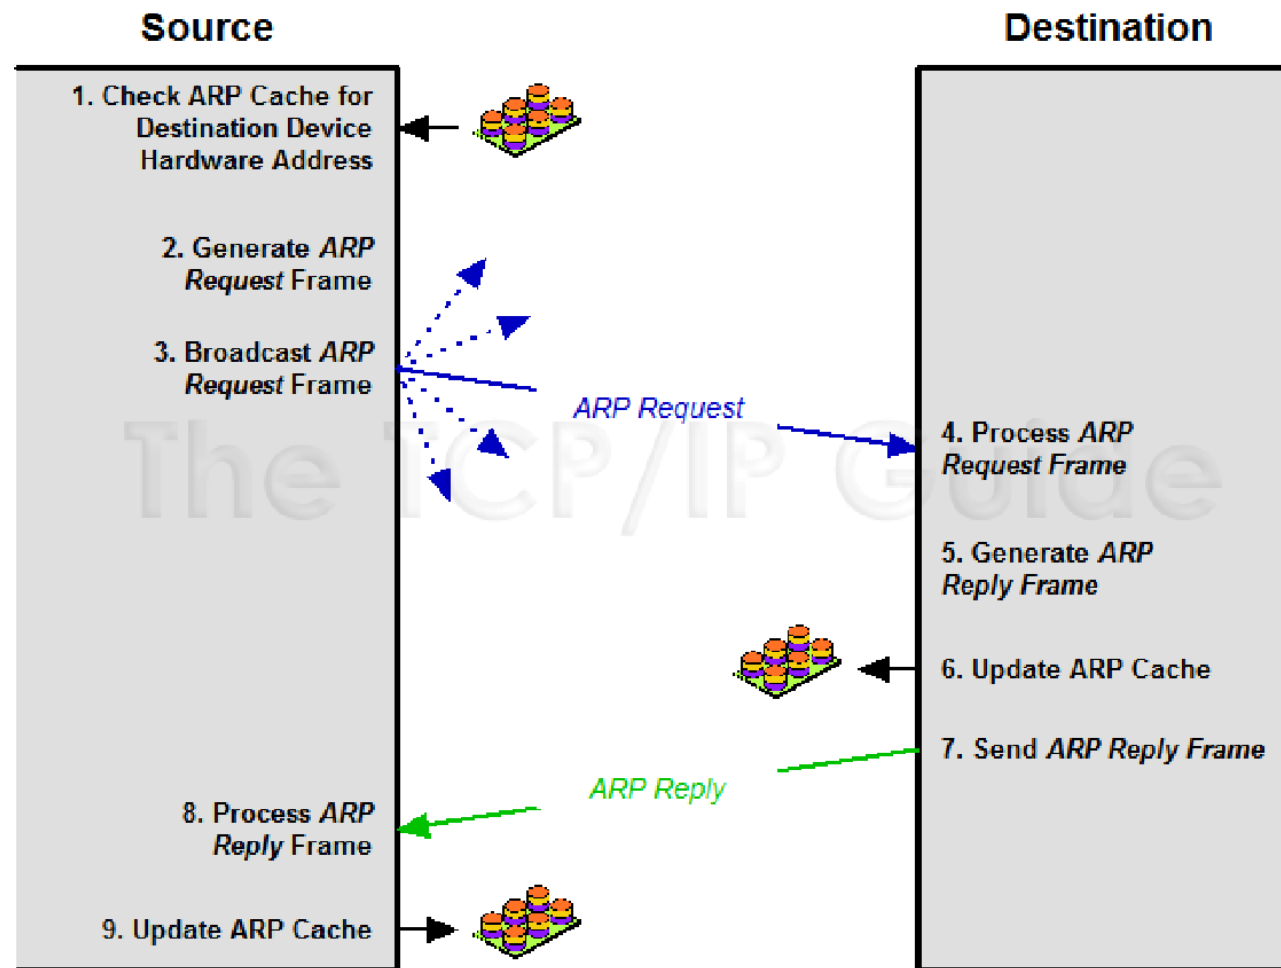 Source
Destination
1. Check ARP Cache for
Destination Device
Hardware Address
2. Generate ARP
Request Frame
3. Broadcast ARP
Request Frame
ARP Request
The TCP/IP Guide
4. Process ARP
Request Frame
5. Generate ARP
Reply Frame
6. Update ARP Cache
7. Send ARP Reply Frame
ARP Reply
8. Process ARP
Reply Frame
9. Update ARP Cache